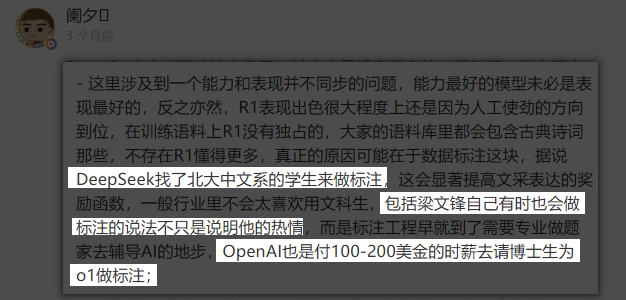 阑夕
3 个月前
- 这里涉及到一个能力和表现并不同步的问题，能力最好的模型未必是表
现最好的，反之亦然，R1表现出色很大程度上还是因为人工使劲的方向
到位，在训练语料上R1没有独占的，大家的语料库里都会包含古典诗词
那些，不存在R1懂得更多，真正的原因可能在于数据标注这块，据说
DeepSeek找了北大中文系的学生来做标注，这会显著提高文采表达的奖
励函数，一般行业里不会太喜欢用文科生，包括梁文锋自己有时也会做
标注的说法不只是说明他的热情，而是标注工程早就到了需要专业做题
家去辅导AI的地步，OpenAI也是付100-200美金的时薪去请博士生为
o1做标注；